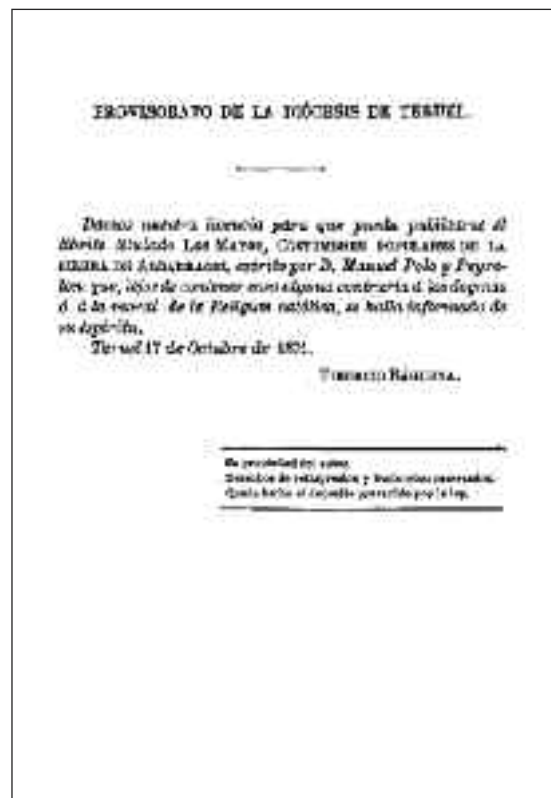 PROVISORATO DE LA DIÓCESIS DE TERUEL.
Damos nuestra licencia para que pueda publicarse el
librito titulado LOS MAYOS, COSTUMBRES POPULARES DE LA
SIERRA DE ALBARRACIN, escrito por D. Manuel Polo y Peyro-
lon; que, lejos de contener cosa alguna contraria á los dogmas
ó á la moral de la Religion católica, se halla informado de
su espíritu.
Teruel 17 de Octubre de
Es propiedad del autor.
Derechos de reimpresion y traduccion reservados.
Queda hecho el depósito prevenido por la ley.